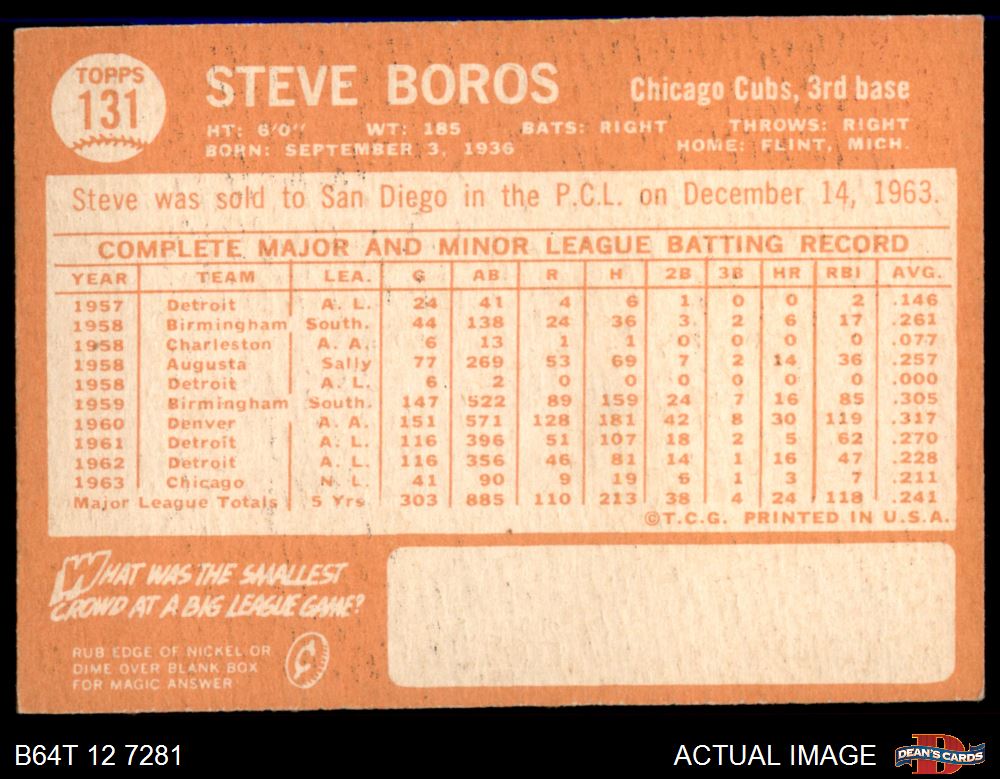 TOPPS
131
STEVE BOROS
Chicago Cubs, 3rd base
HT: 6'0" WT: 185 BATS: RIGHT THROWS: RIGHT
BORN: SEPTEMBER 3, 1936 HOME: FLINT, MICH.
Steve was sold to San Diego in the P.C.L. on December 14, 1963.
COMPLETE MAJOR AND MINOR LEAGUE BATTING RECORD
YEAR TEAM LEA. G AB R H 2B 3B HR RBI AVG.
1957 Detroit A. L. 24 41 4 6 1 0 0 2 .146
1958 Birmingham South. 44 138 24 36 3 2 6 17 .261
1958 Charleston A. A. 6 13 1 1 0 0 0 0 .077
1958 Augusta Sally 77 269 53 69 7 2 14 36 .257
1958 Detroit A. L. 6 2 0 0 0 0 0 0 .000
1959 Birmingham South. 147 522 89 159 24 7 16 85 .305
1960 Denver A. A. 151 571 128 181 42 8 30 119 .317
1961 Detroit A. L. 116 396 51 107 18 2 5 62 .270
1962 Detroit A. L. 116 356 46 81 14 1 16 47 .228
1963 Chicago N. L. 41 90 9 19 5 1 3 7 .211
Major League Totals 5 Yrs 303 885 110 213 38 4 24 118 .241
©T.C.G. PRINTED IN U.S.A.
WHAT WAS THE SMALLEST
CROWD AT A BIG LEAGUE GAME?
RUB EDGE OF NICKEL OR
DIME OVER BLANK BOX
FOR MAGIC ANSWER
B64T 12 7281
ACTUAL IMAGE
DEAN'S CARDS